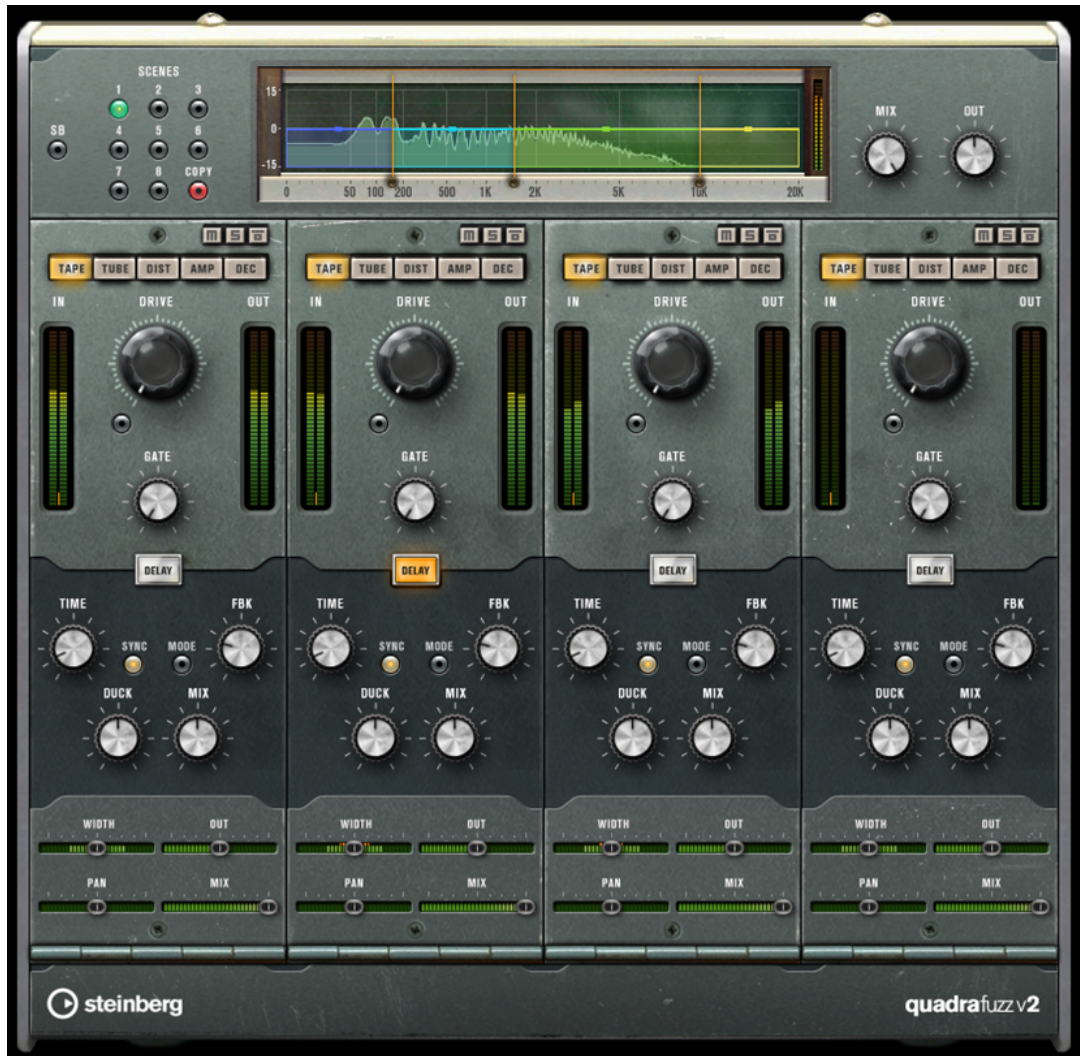 SCENES
1 2 3
SB 4 5 6
7 8 COPY
15
0
-15
0 50 100 200 500 1K 2K 5K 10K 20K
MIX OUT
M S M S M S M S
TAPE TUBE DIST AMP DEC TAPE TUBE DIST AMP DEC TAPE TUBE DIST AMP DEC TAPE TUBE DIST AMP DEC
IN DRIVE OUT IN DRIVE OUT IN DRIVE OUT IN DRIVE OUT
GATE GATE GATE GATE
DELAY DELAY DELAY DELAY
TIME FBK TIME FBK TIME FBK TIME FBK
SYNC MODE SYNC MODE SYNC MODE SYNC MODE
DUCK MIX DUCK MIX DUCK MIX DUCK MIX
WIDTH OUT WIDTH OUT WIDTH OUT WIDTH OUT
PAN MIX PAN MIX PAN MIX PAN MIX
steinberg quadrafuzz v2